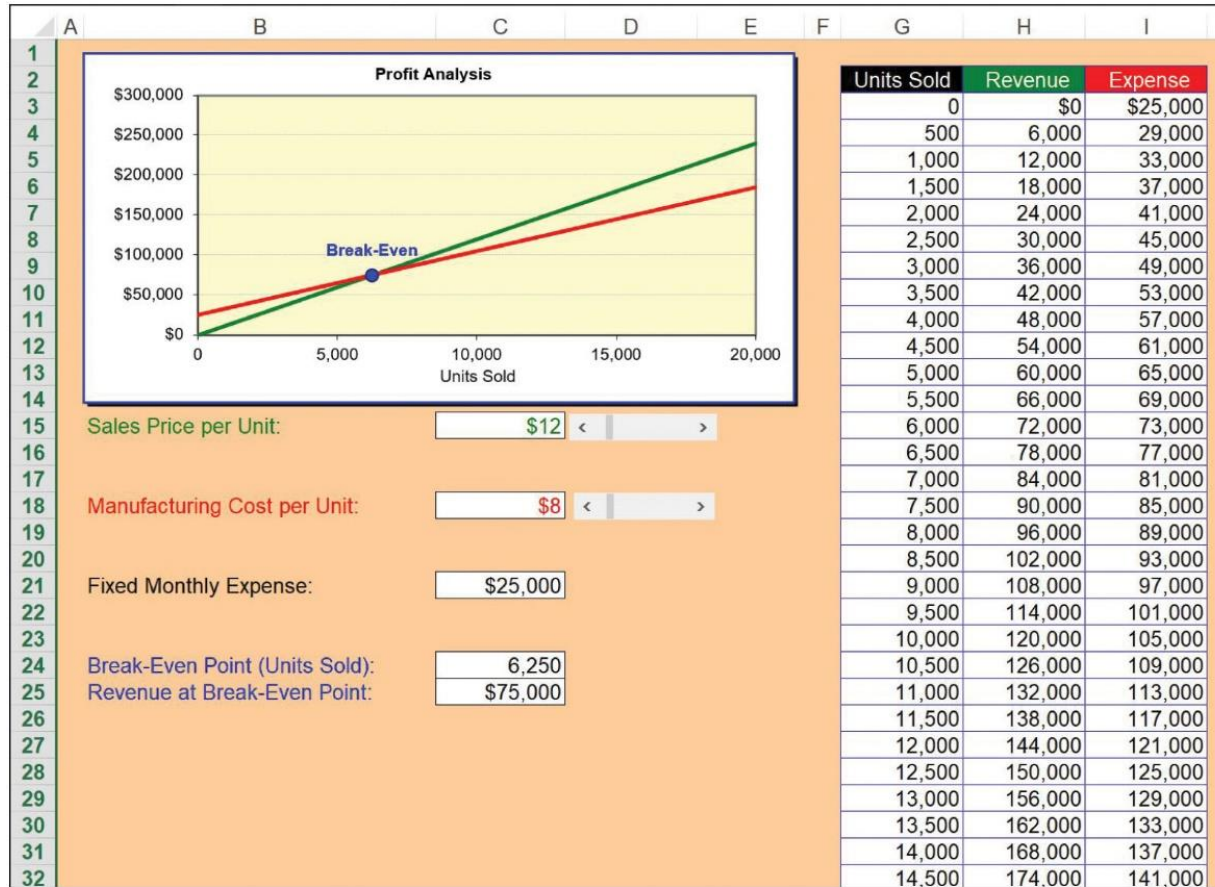 A B C D E F G H I
1
2 Units Sold Revenue Expense
3 0 $0 $25,000
4 500 6,000 29,000
5 1,000 12,000 33,000
6 1,500 18,000 37,000
7 2,000 24,000 41,000
8 2,500 30,000 45,000
9 3,000 36,000 49,000
10 3,500 42,000 53,000
11 4,000 48,000 57,000
12 4,500 54,000 61,000
13 5,000 60,000 65,000
14 5,500 66,000 69,000
Profit Analysis
$300,000
$250,000
$200,000
$150,000
$100,000
$50,000
$0
Break-Even
0 5,000 10,000 15,000 20,000
Units Sold
15 Sales Price per Unit: $12 < > 6,000 72,000 73,000
16 6,500 78,000 77,000
17 7,000 84,000 81,000
18 Manufacturing Cost per Unit: $8 < > 7,500 90,000 85,000
19 8,000 96,000 89,000
20 8,500 102,000 93,000
21 Fixed Monthly Expense: $25,000 9,000 108,000 97,000
22 9,500 114,000 101,000
23 10,000 120,000 105,000
24 Break-Even Point (Units Sold): 6,250 10,500 126,000 109,000
25 Revenue at Break-Even Point: $75,000 11,000 132,000 113,000
26 11,500 138,000 117,000
27 12,000 144,000 121,000
28 12,500 150,000 125,000
29 13,000 156,000 129,000
30 13,500 162,000 133,000
31 14,000 168,000 137,000
32 14,500 174,000 141,000